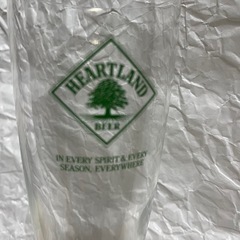 HEARTLAND
BEER
IN EVERY SPIRIT & EVERY
SEASON, EVERYWHERE